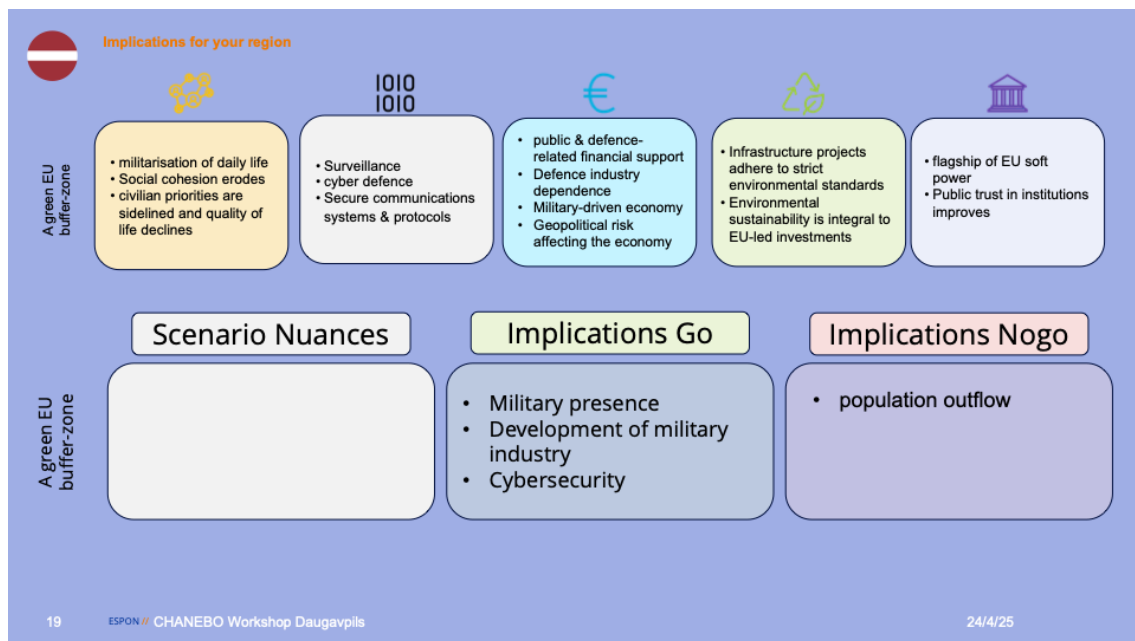 Implications for your region
1010
1010
€
A green EU
buffer-zone
• militarisation of daily life
• Social cohesion erodes
• civilian priorities are
sidelined and quality of
life declines
• Surveillance
• cyber defence
• Secure communications
systems & protocols
• public & defence-
related financial support
• Defence industry
dependence
• Military-driven economy
• Geopolitical risk
affecting the economy
• Infrastructure projects
adhere to strict
environmental standards
• Environmental
sustainability is integral to
EU-led investments
• flagship of EU soft
power
• Public trust in institutions
improves
Scenario Nuances
Implications Go
Implications Nogo
A green EU
buffer-zone
• Military presence
• Development of military
industry
• Cybersecurity
• population outflow
19
ESPON // CHANEBO Workshop Daugavpils
24/4/25